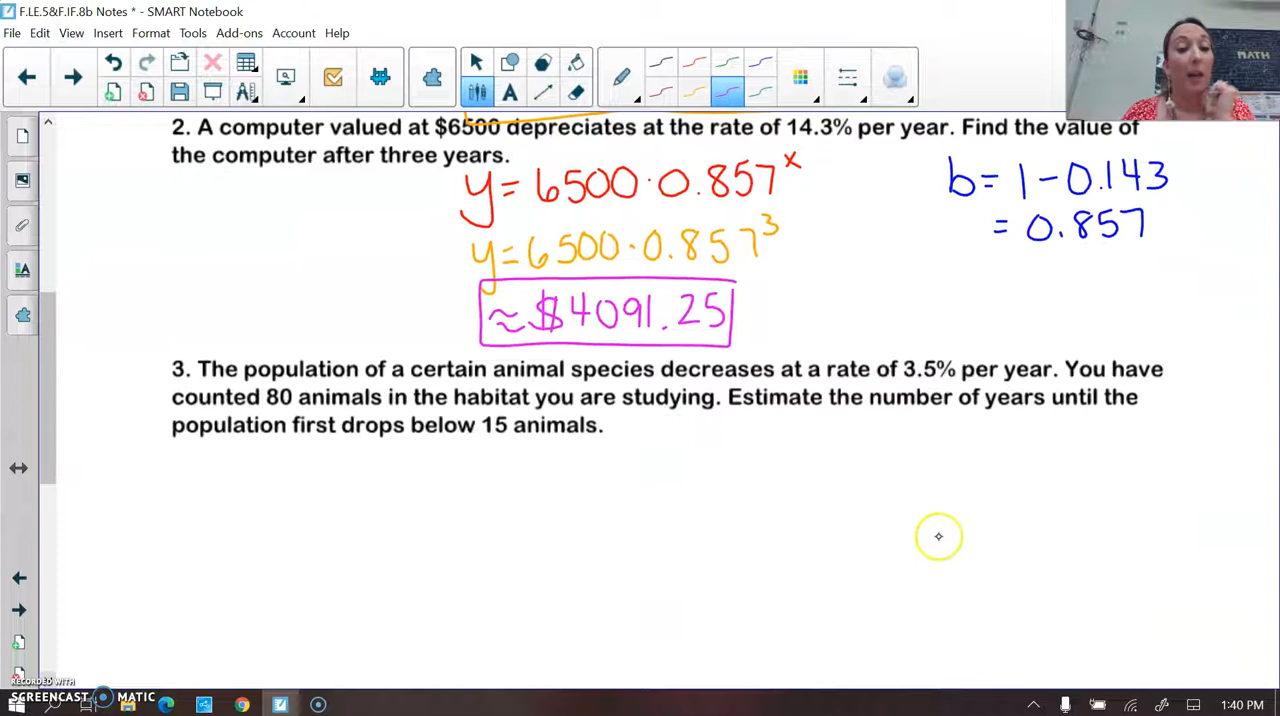 F.LE.5&F.IF.8b Notes * - SMART Notebook
File Edit View Insert Format Tools Add-ons Account Help
MATH
2. A computer valued at $6500 depreciates at the rate of 14.3% per year. Find the value of
the computer after three years.
y = 6500 · 0.857^x
b = 1 - 0.143
= 0.857
y = 6500 · 0.857^3
≈ $4091.25
3. The population of a certain animal species decreases at a rate of 3.5% per year. You have
counted 80 animals in the habitat you are studying. Estimate the number of years until the
population first drops below 15 animals.
RECORDED WITH
SCREENCAST MATIC
1:40 PM